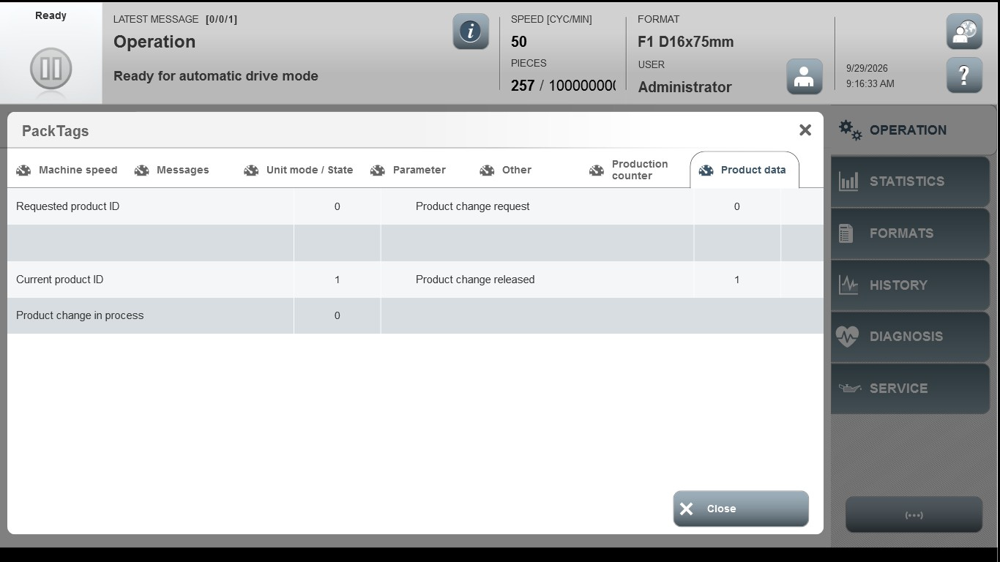 Ready
LATEST MESSAGE [0/0/1]
Operation
Ready for automatic drive mode
i
SPEED [CYC/MIN]
50
PIECES
257 / 10000000
FORMAT
F1 D16x75mm
USER
Administrator
9/29/2026
9:16:33 AM
?
PackTags
Machine speed
Messages
Unit mode / State
Parameter
Other
Production
counter
Product data
Requested product ID 0 Product change request 0
Current product ID 1 Product change released 1
Product change in process 0
Close
OPERATION
STATISTICS
FORMATS
HISTORY
DIAGNOSIS
SERVICE
(•••)